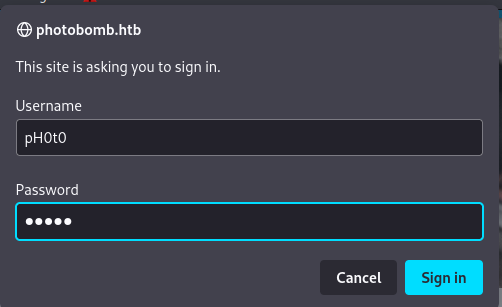 photobomb.htb
This site is asking you to sign in.
Username
pH0t0
Password
●●●●●
Cancel Sign in